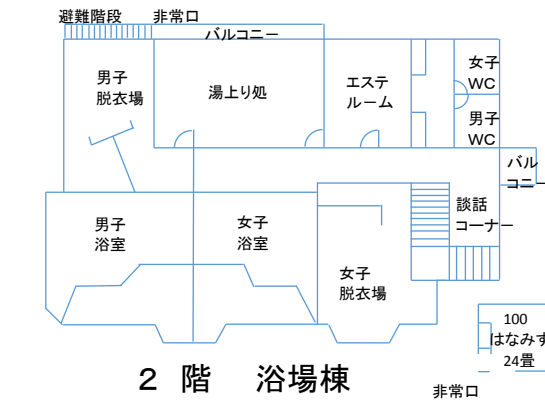 避難階段
非常口
バルコニー
男子
脱衣場
湯上り処
エステ
ルーム
女子
WC
男子
WC
バル
コニー
談話
コーナー
男子
浴室
女子
浴室
女子
脱衣場
100
はなみず
24畳
2 階 浴場棟
非常口